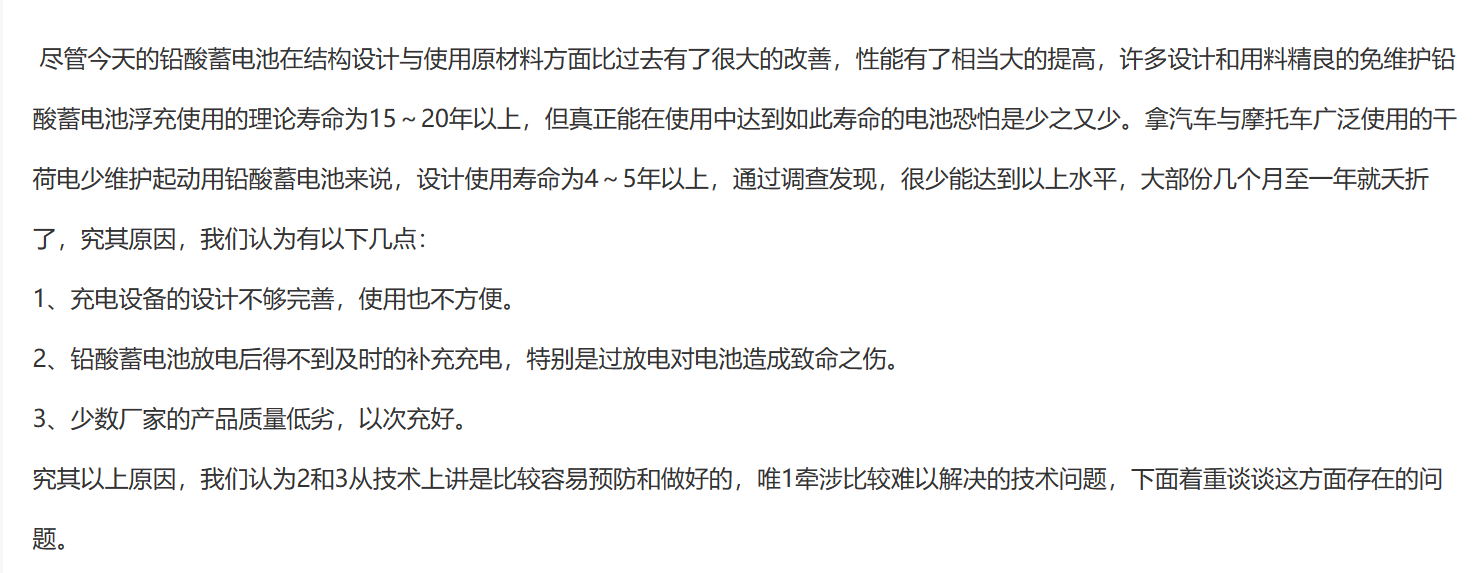 尽管今天的铅酸蓄电池在结构设计与使用原材料方面比过去有了很大的改善，性能有了相当大的提高，许多设计和用料精良的免维护铅
酸蓄电池浮充使用的理论寿命为15～20年以上，但真正能在使用中达到如此寿命的电池恐怕是少之又少。拿汽车与摩托车广泛使用的干
荷电少维护起动用铅酸蓄电池来说，设计使用寿命为4～5年以上，通过调查发现，很少能达到以上水平，大部份几个月至一年就夭折
了，究其原因，我们认为有以下几点：
1、充电设备的设计不够完善，使用也不方便。
2、铅酸蓄电池放电后得不到及时的补充充电，特别是过放电对电池造成致命之伤。
3、少数厂家的产品质量低劣，以次充好。
究其以上原因，我们认为2和3从技术上讲是比较容易预防和做好的，唯1牵涉比较难以解决的技术问题，下面着重谈谈这方面存在的问
题。